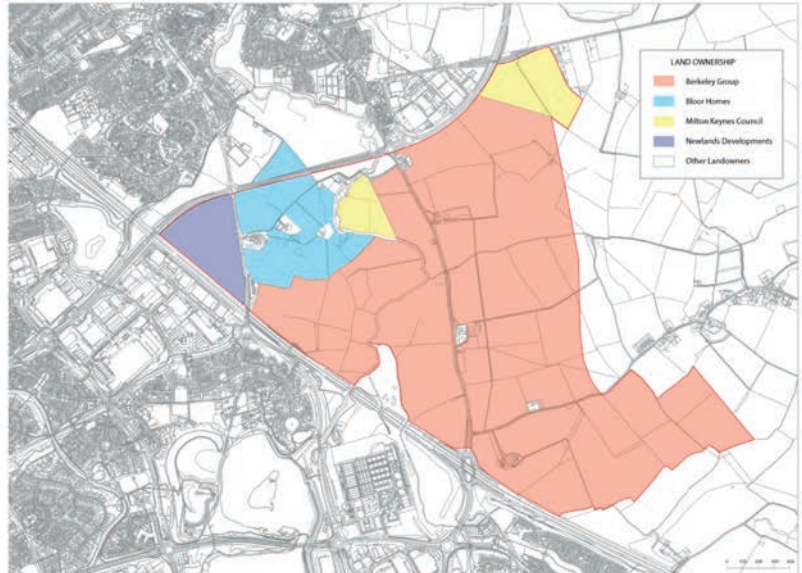 LAND OWNERSHIP
Berkeley Group
Bloor Homes
Milton Keynes Council
Newlands Developments
Other Landowners